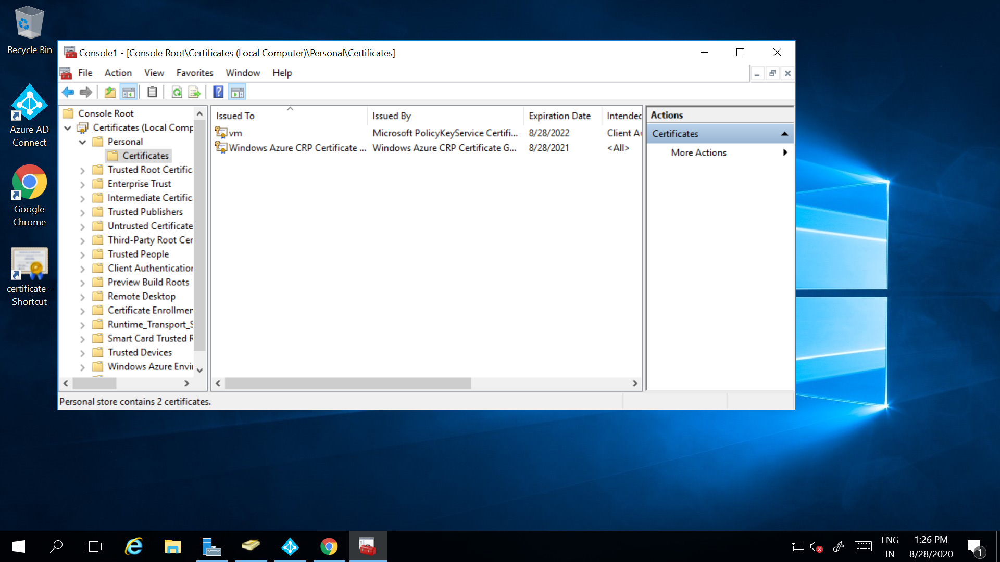 Recycle Bin
Azure AD
Connect
Google
Chrome
certificate -
Shortcut
Console1 - [Console Root\Certificates (Local Computer)\Personal\Certificates]
File Action View Favorites Window Help
Console Root
Certificates (Local Comp
Personal
Certificates
Trusted Root Certific
Enterprise Trust
Intermediate Certific
Trusted Publishers
Untrusted Certificate
Third-Party Root Cer
Trusted People
Client Authentication
Preview Build Roots
Remote Desktop
Certificate Enrollmen
Runtime_Transport_S
Smart Card Trusted R
Trusted Devices
Windows Azure Envi
Issued To Issued By Expiration Date Intended
vm Microsoft PolicyKeyService Certifi... 8/28/2022 Client Au
Windows Azure CRP Certificate ... Windows Azure CRP Certificate G... 8/28/2021 <All>
Actions
Certificates
More Actions
Personal store contains 2 certificates.
ENG
IN
1:26 PM
8/28/2020
1